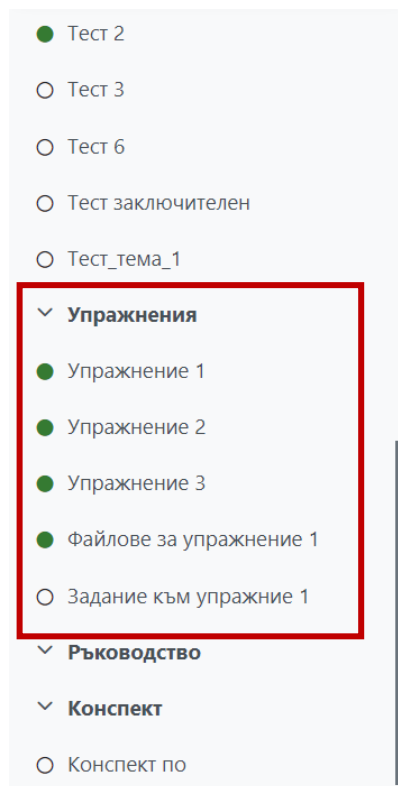 Тест 2
Тест 3
Тест 6
Тест заключителен
Тест_тема_1
Упражнения
Упражнение 1
Упражнение 2
Упражнение 3
Файлове за упражнение 1
Задание към упражние 1
Ръководство
Конспект
Конспект по